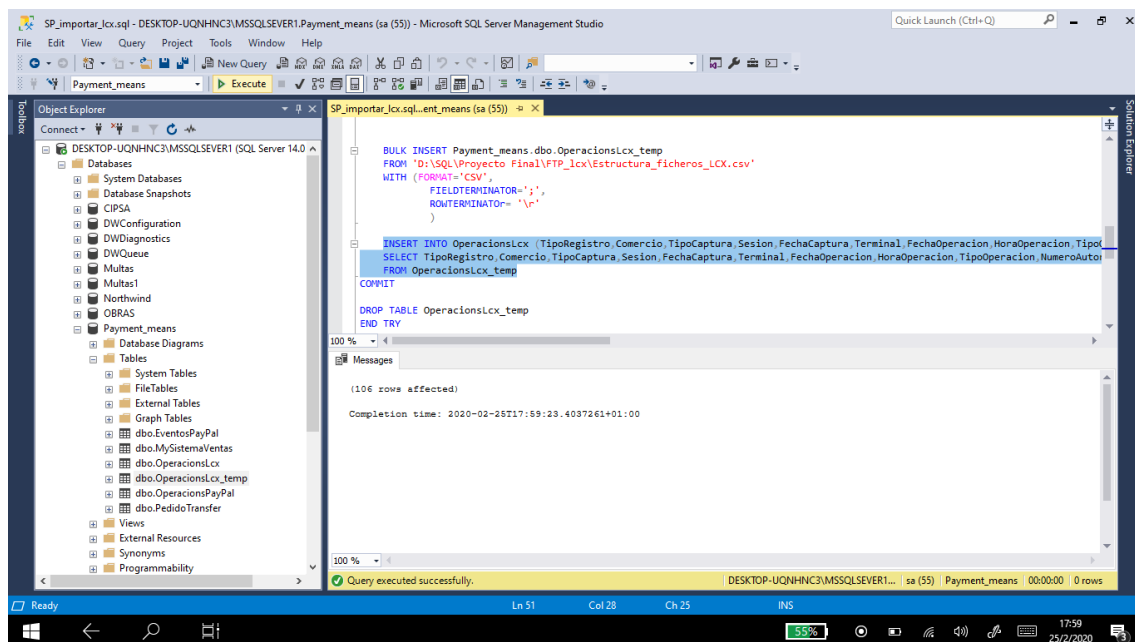 SP_importar_lcx.sql - DESKTOP-UQNHNC3\MSSQLSEVER1.Payment_means (sa (55)) - Microsoft SQL Server Management Studio
Quick Launch (Ctrl+Q)
File Edit View Query Project Tools Window Help
New Query
Payment_means
Execute
Toolbox
Object Explorer
Connect
DESKTOP-UQNHNC3\MSSQLSEVER1 (SQL Server 14.0
Databases
System Databases
Database Snapshots
CIPSA
DWConfiguration
DWDiagnostics
DWQueue
Multas
Multas1
Northwind
OBRAS
Payment_means
Database Diagrams
Tables
System Tables
FileTables
External Tables
Graph Tables
dbo.EventosPayPal
dbo.MySistemaVentas
dbo.OperacionsLcx
dbo.OperacionsLcx_temp
dbo.OperacionsPayPal
dbo.PedidoTransfer
Views
External Resources
Synonyms
Programmability
SP_importar_lcx.sql...ent_means (sa (55))
BULK INSERT Payment_means.dbo.OperacionsLcx_temp
FROM 'D:\SQL\Proyecto Final\FTP_lcx\Estructura_ficheros_LCX.csv'
WITH (FORMAT='CSV',
FIELDTERMINATOR=';',
ROWTERMINATOr= '\r'
)
INSERT INTO OperacionsLcx (TipoRegistro,Comercio,TipoCaptura,Sesion,FechaCaptura,Terminal,FechaOperacion,HoraOperacion,Tipo
SELECT TipoRegistro,Comercio,TipoCaptura,Sesion,FechaCaptura,Terminal,FechaOperacion,HoraOperacion,TipoOperacion,NumeroAutor
FROM OperacionsLcx_temp
COMMIT
DROP TABLE OperacionsLcx_temp
END TRY
100 %
Messages
(106 rows affected)
Completion time: 2020-02-25T17:59:23.4037261+01:00
100 %
Query executed successfully.
DESKTOP-UQNHNC3\MSSQLSEVER1... sa (55) Payment_means 00:00:00 0 rows
Solution Explorer
Ready
Ln 51 Col 28 Ch 25 INS
55%
17:59
25/2/2020
3